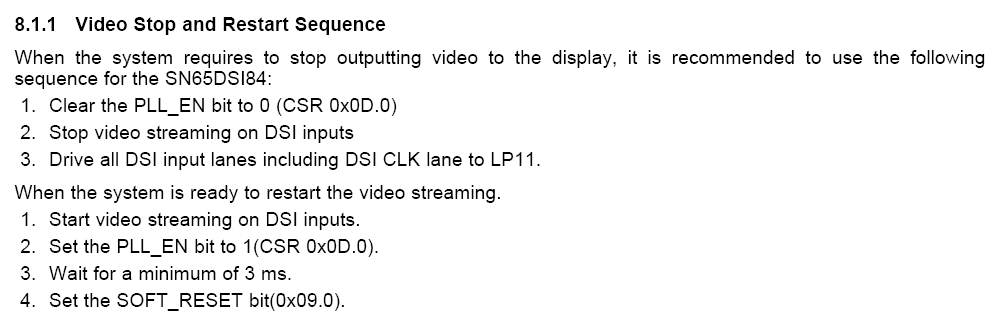 8.1.1 Video Stop and Restart Sequence
When the system requires to stop outputting video to the display, it is recommended to use the following
sequence for the SN65DSI84:
1. Clear the PLL_EN bit to 0 (CSR 0x0D.0)
2. Stop video streaming on DSI inputs
3. Drive all DSI input lanes including DSI CLK lane to LP11.
When the system is ready to restart the video streaming.
1. Start video streaming on DSI inputs.
2. Set the PLL_EN bit to 1(CSR 0x0D.0).
3. Wait for a minimum of 3 ms.
4. Set the SOFT_RESET bit(0x09.0).